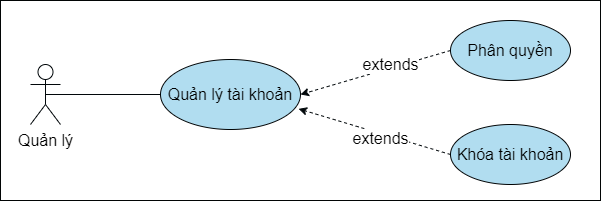 Phân quyền
extends
Quản lý tài khoản
Quản lý
extends
Khóa tài khoản